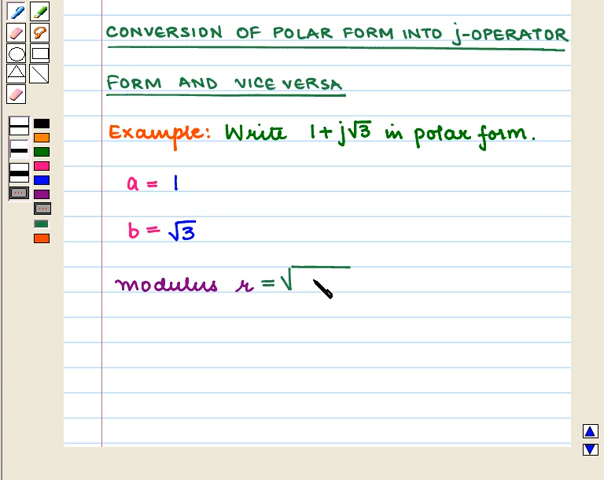 CONVERSION OF POLAR FORM INTO j-OPERATOR
FORM AND VICE VERSA
Example: Write 1+j√3 in polar form.
a = 1
b = √3
modulus r = √